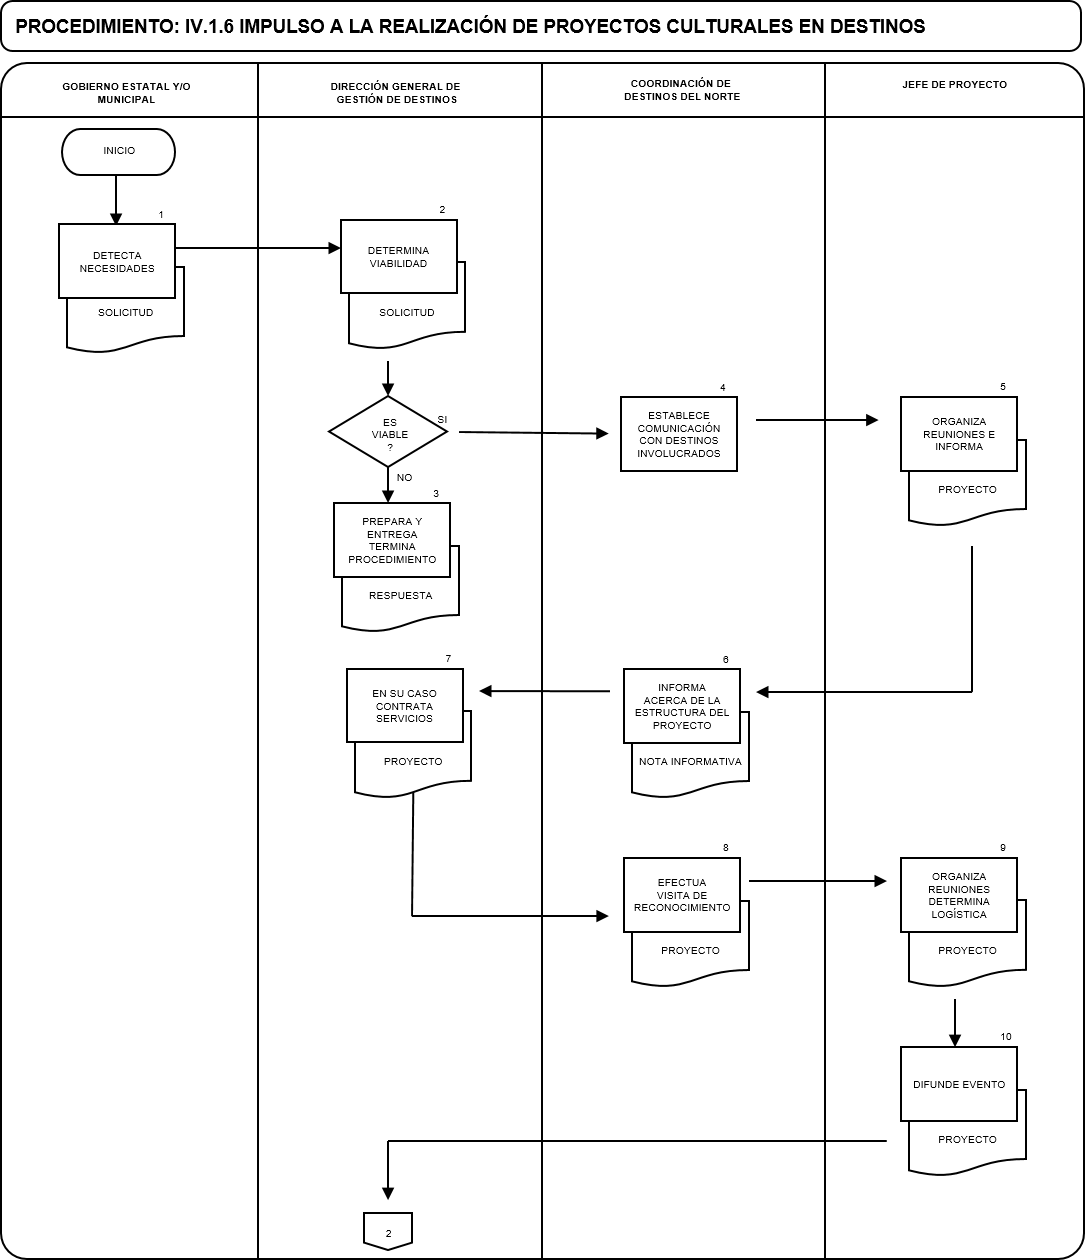 PROCEDIMIENTO: IV.1.6 IMPULSO A LA REALIZACIÓN DE PROYECTOS CULTURALES EN DESTINOS
GOBIERNO ESTATAL Y/O
MUNICIPAL
DIRECCIÓN GENERAL DE
GESTIÓN DE DESTINOS
COORDINACIÓN DE
DESTINOS DEL NORTE
JEFE DE PROYECTO
INICIO
1
DETECTA
NECESIDADES
SOLICITUD
2
DETERMINA
VIABILIDAD
SOLICITUD
ES
VIABLE
?
SI
NO
3
PREPARA Y
ENTREGA
TERMINA
PROCEDIMIENTO
RESPUESTA
4
ESTABLECE
COMUNICACIÓN
CON DESTINOS
INVOLUCRADOS
5
ORGANIZA
REUNIONES E
INFORMA
PROYECTO
6
INFORMA
ACERCA DE LA
ESTRUCTURA DEL
PROYECTO
NOTA INFORMATIVA
7
EN SU CASO
CONTRATA
SERVICIOS
PROYECTO
8
EFECTUA
VISITA DE
RECONOCIMIENTO
PROYECTO
9
ORGANIZA
REUNIONES
DETERMINA
LOGÍSTICA
PROYECTO
10
DIFUNDE EVENTO
PROYECTO
2